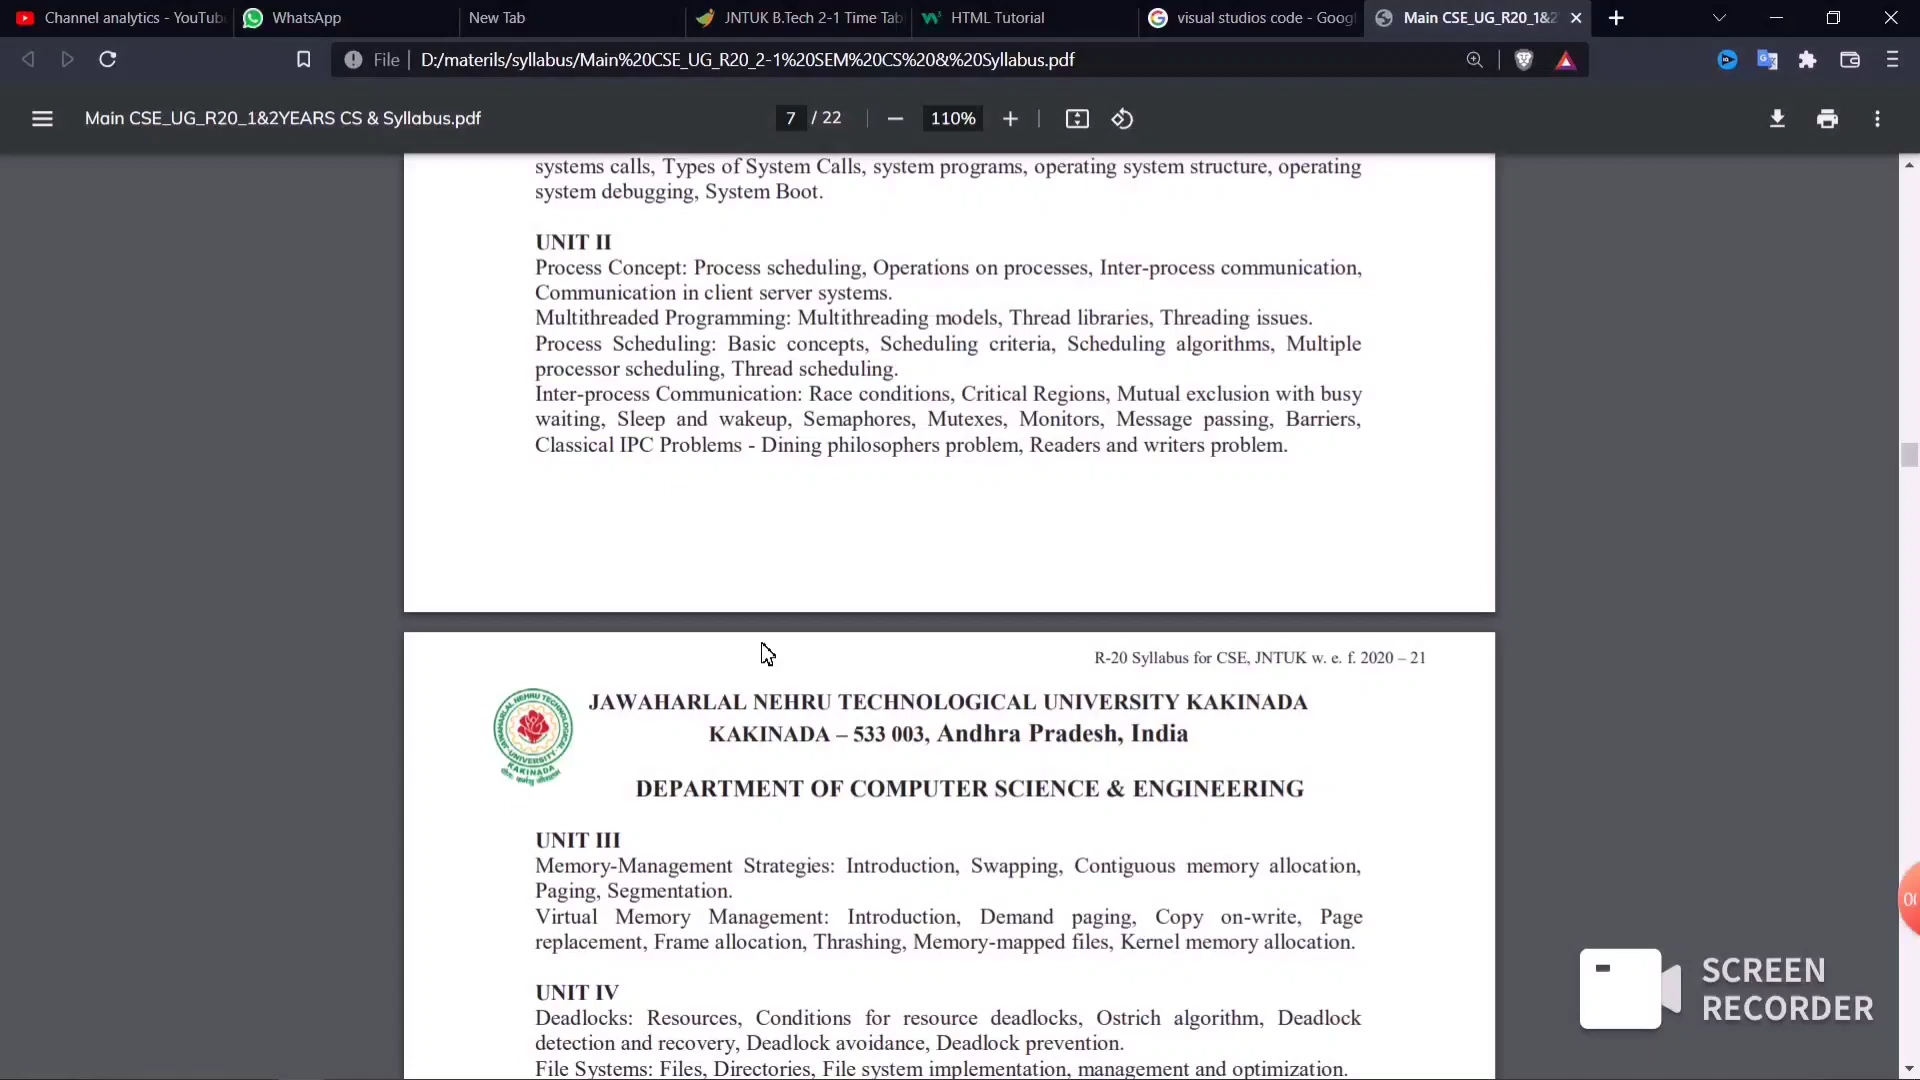 Channel analytics - YouTub
WhatsApp
New Tab
JNTUK B.Tech 2-1 Time Tab
HTML Tutorial
visual studios code - Googl
Main CSE_UG_R20_1&2
File
D:/materils/syllabus/Main%20CSE_UG_R20_2-1%20SEM%20CS%20&%20Syllabus.pdf
Main CSE_UG_R20_1&2YEARS CS & Syllabus.pdf
7 / 22
110%
systems calls, Types of System Calls, system programs, operating system structure, operating
system debugging, System Boot.
UNIT II
Process Concept: Process scheduling, Operations on processes, Inter-process communication,
Communication in client server systems.
Multithreaded Programming: Multithreading models, Thread libraries, Threading issues.
Process Scheduling: Basic concepts, Scheduling criteria, Scheduling algorithms, Multiple
processor scheduling, Thread scheduling.
Inter-process Communication: Race conditions, Critical Regions, Mutual exclusion with busy
waiting, Sleep and wakeup, Semaphores, Mutexes, Monitors, Message passing, Barriers,
Classical IPC Problems - Dining philosophers problem, Readers and writers problem.
R-20 Syllabus for CSE, JNTUK w. e. f. 2020 – 21
JAWAHARLAL NEHRU TECHNOLOGICAL UNIVERSITY KAKINADA
KAKINADA – 533 003, Andhra Pradesh, India
DEPARTMENT OF COMPUTER SCIENCE & ENGINEERING
UNIT III
Memory-Management Strategies: Introduction, Swapping, Contiguous memory allocation,
Paging, Segmentation.
Virtual Memory Management: Introduction, Demand paging, Copy on-write, Page
replacement, Frame allocation, Thrashing, Memory-mapped files, Kernel memory allocation.
UNIT IV
Deadlocks: Resources, Conditions for resource deadlocks, Ostrich algorithm, Deadlock
detection and recovery, Deadlock avoidance, Deadlock prevention.
File Systems: Files, Directories, File system implementation, management and optimization.
SCREEN
RECORDER